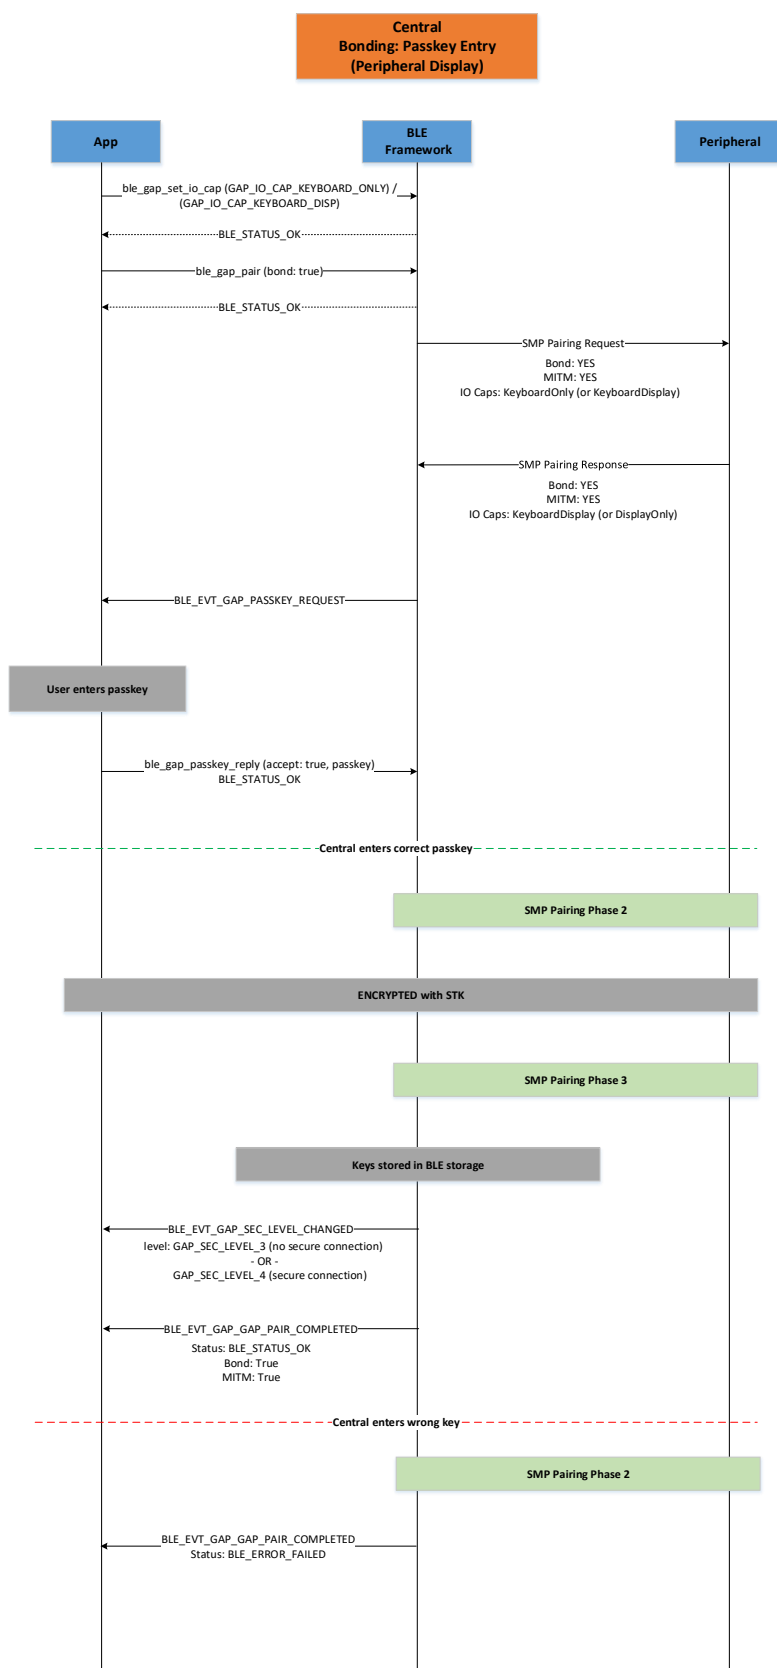 Central
Bonding: Passkey Entry
(Peripheral Display)
App
BLE
Framework
Peripheral
ble_gap_set_io_cap (GAP_IO_CAP_KEYBOARD_ONLY) /
(GAP_IO_CAP_KEYBOARD_DISP)
BLE_STATUS_OK
ble_gap_pair (bond: true)
BLE_STATUS_OK
SMP Pairing Request
Bond: YES
MITM: YES
IO Caps: KeyboardOnly (or KeyboardDisplay)
SMP Pairing Response
Bond: YES
MITM: YES
IO Caps: KeyboardDisplay (or DisplayOnly)
BLE_EVT_GAP_PASSKEY_REQUEST
User enters passkey
ble_gap_passkey_reply (accept: true, passkey)
BLE_STATUS_OK
Central enters correct passkey
SMP Pairing Phase 2
ENCRYPTED with STK
SMP Pairing Phase 3
Keys stored in BLE storage
BLE_EVT_GAP_SEC_LEVEL_CHANGED
level: GAP_SEC_LEVEL_3 (no secure connection)
- OR -
GAP_SEC_LEVEL_4 (secure connection)
BLE_EVT_GAP_GAP_PAIR_COMPLETED
Status: BLE_STATUS_OK
Bond: True
MITM: True
Central enters wrong key
SMP Pairing Phase 2
BLE_EVT_GAP_GAP_PAIR_COMPLETED
Status: BLE_ERROR_FAILED